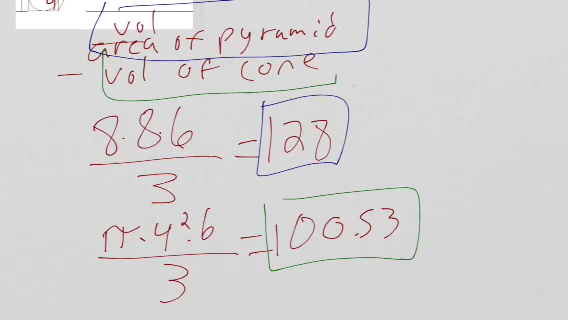 vol
area of pyramid
- vol of cone
8.8.6
3
= 128
π.4².6
3
= 100.53